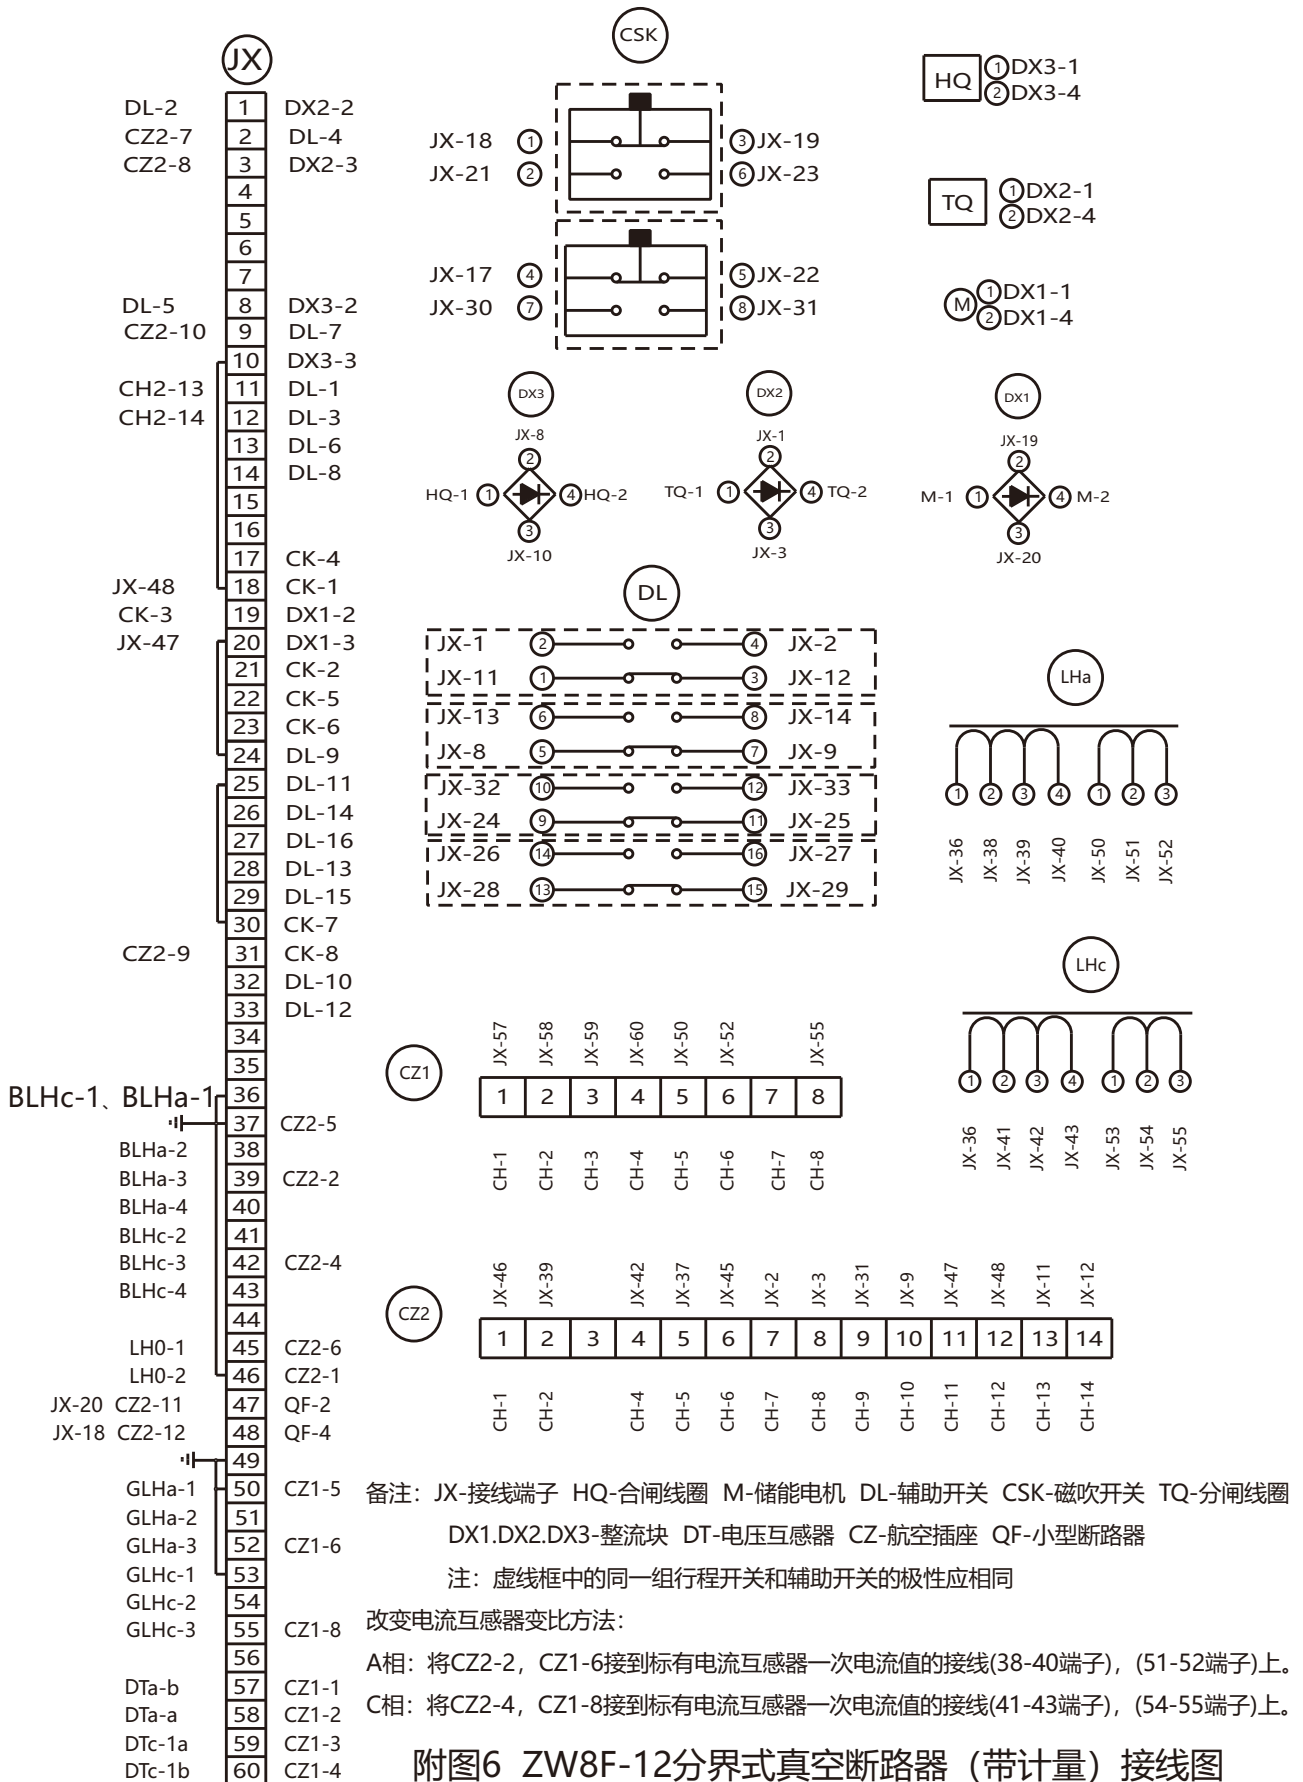 JX
DL-2 1 DX2-2
CZ2-7 2 DL-4
CZ2-8 3 DX2-3
4
5
6
7
DL-5 8 DX3-2
CZ2-10 9 DL-7
10 DX3-3
CH2-13 11 DL-1
CH2-14 12 DL-3
13 DL-6
14 DL-8
15
16
17 CK-4
JX-48 18 CK-1
CK-3 19 DX1-2
JX-47 20 DX1-3
21 CK-2
22 CK-5
23 CK-6
24 DL-9
25 DL-11
26 DL-14
27 DL-16
28 DL-13
29 DL-15
30 CK-7
CZ2-9 31 CK-8
32 DL-10
33 DL-12
34
35
BLHc-1、BLHa-1 36
37 CZ2-5
BLHa-2 38
BLHa-3 39 CZ2-2
BLHa-4 40
BLHc-2 41
BLHc-3 42 CZ2-4
BLHc-4 43
44
LH0-1 45 CZ2-6
LH0-2 46 CZ2-1
JX-20 CZ2-11 47 QF-2
JX-18 CZ2-12 48 QF-4
49
GLHa-1 50 CZ1-5
GLHa-2 51
GLHa-3 52 CZ1-6
GLHc-1 53
GLHc-2 54
GLHc-3 55 CZ1-8
56
DTa-b 57 CZ1-1
DTa-a 58 CZ1-2
DTc-1a 59 CZ1-3
DTc-1b 60 CZ1-4
CSK
JX-18 1 3 JX-19
JX-21 2 6 JX-23
JX-17 4 5 JX-22
JX-30 7 8 JX-31
HQ 1 DX3-1
2 DX3-4
TQ 1 DX2-1
2 DX2-4
M 1 DX1-1
2 DX1-4
DX3
JX-8
2
HQ-1 1 4 HQ-2
3
JX-10
DX2
JX-1
2
TQ-1 1 4 TQ-2
3
JX-3
DX1
JX-19
2
M-1 1 4 M-2
3
JX-20
DL
JX-1 2 4 JX-2
JX-11 1 3 JX-12
JX-13 6 8 JX-14
JX-8 5 7 JX-9
JX-32 10 12 JX-33
JX-24 9 11 JX-25
JX-26 14 16 JX-27
JX-28 13 15 JX-29
LHa
1 2 3 4 1 2 3
JX-36 JX-38 JX-39 JX-40 JX-50 JX-51 JX-52
LHc
1 2 3 4 1 2 3
JX-36 JX-41 JX-42 JX-43 JX-53 JX-54 JX-55
CZ1
JX-57 JX-58 JX-59 JX-60 JX-50 JX-52 JX-55
1 2 3 4 5 6 7 8
CH-1 CH-2 CH-3 CH-4 CH-5 CH-6 CH-7 CH-8
CZ2
JX-46 JX-39 JX-42 JX-37 JX-45 JX-2 JX-3 JX-31 JX-9 JX-47 JX-48 JX-11 JX-12
1 2 3 4 5 6 7 8 9 10 11 12 13 14
CH-1 CH-2 CH-4 CH-5 CH-6 CH-7 CH-8 CH-9 CH-10 CH-11 CH-12 CH-13 CH-14
备注：JX-接线端子 HQ-合闸线圈 M-储能电机 DL-辅助开关 CSK-磁吹开关 TQ-分闸线圈
DX1.DX2.DX3-整流块 DT-电压互感器 CZ-航空插座 QF-小型断路器
注：虚线框中的同一组行程开关和辅助开关的极性应相同
改变电流互感器变比方法：
A相：将CZ2-2，CZ1-6接到标有电流互感器一次电流值的接线(38-40端子)，(51-52端子)上。
C相：将CZ2-4，CZ1-8接到标有电流互感器一次电流值的接线(41-43端子)，(54-55端子)上。
附图6 ZW8F-12分界式真空断路器（带计量）接线图